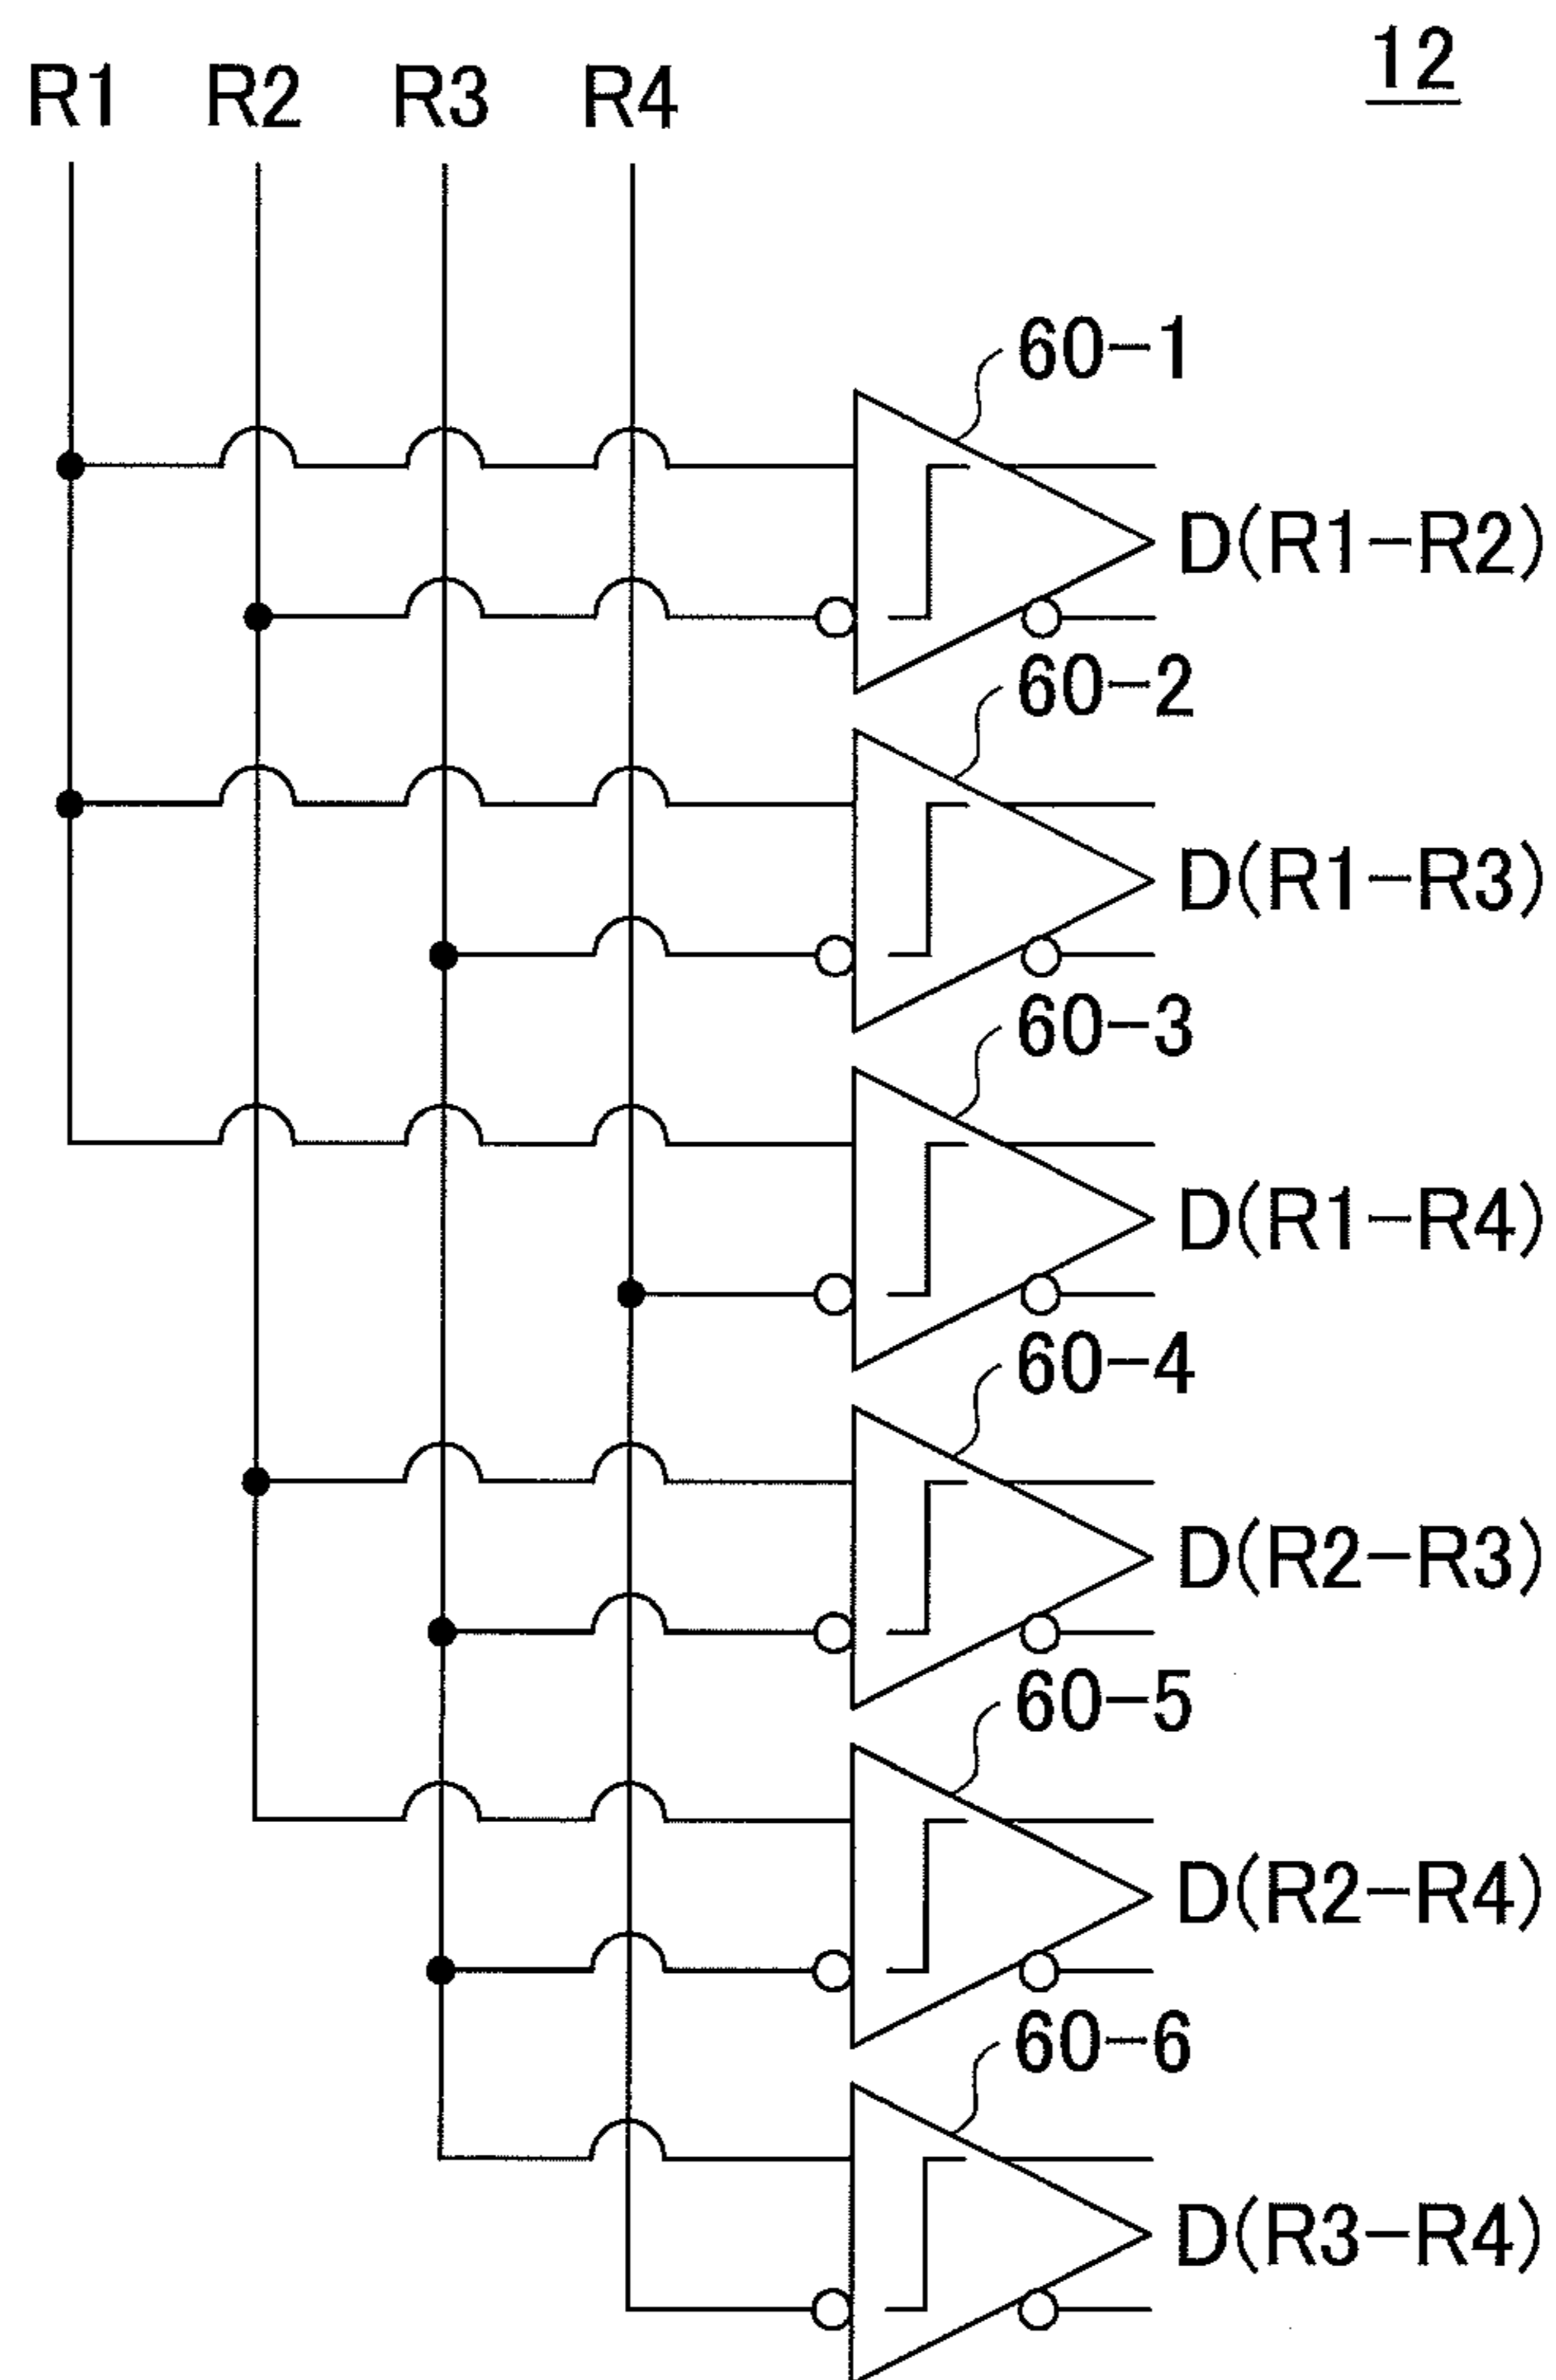 12
R1 R2 R3 R4
60-1
D(R1-R2)
60-2
D(R1-R3)
60-3
D(R1-R4)
60-4
D(R2-R3)
60-5
D(R2-R4)
60-6
D(R3-R4)